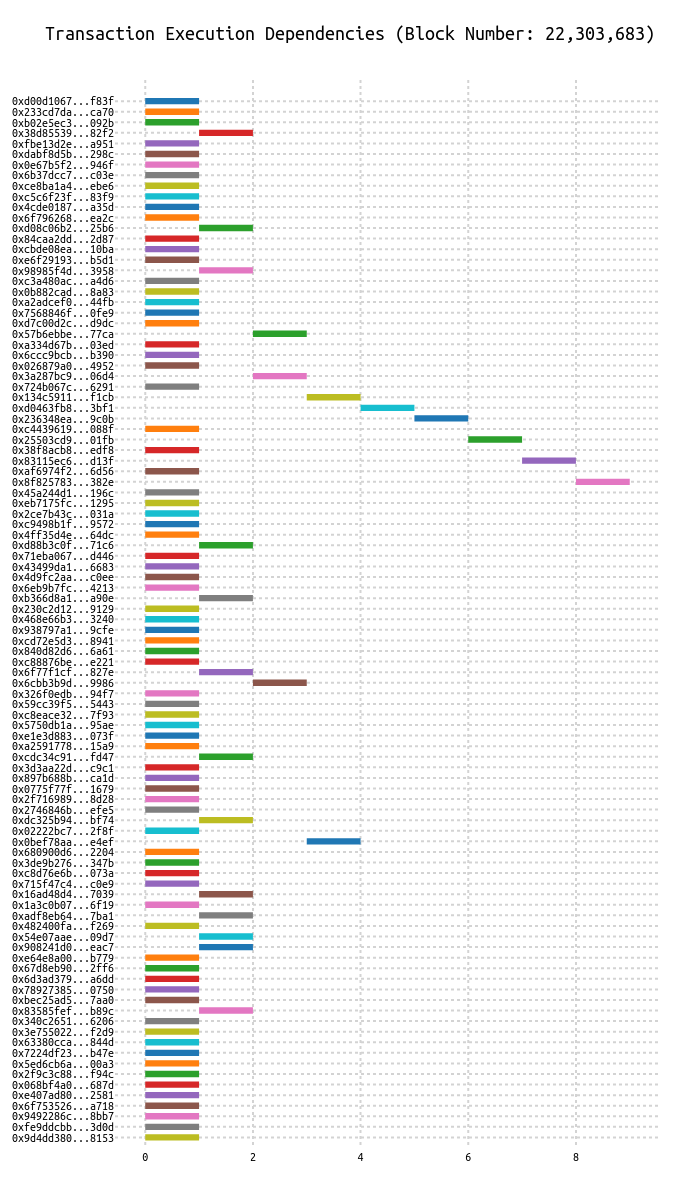 Transaction Execution Dependencies (Block Number: 22,303,683)
0xd00d1067...f83f
0x233cd7da...ca70
0xb02e5ec3...092b
0x38d85539...82f2
0xfbe13d2e...a951
0xdabf8d5b...298c
0x0e67b5f2...946f
0x6b37dcc7...c03e
0xce8ba1a4...ebe6
0xc5c6f23f...83f9
0x4cde0187...a35d
0x6f796268...ea2c
0xd08c06b2...25b6
0x84caa2dd...2d87
0xcbde08ea...10ba
0xe6f29193...b5d1
0x98985f4d...3958
0xc3a480ac...a4d6
0x0b882cad...8a83
0xa2adcef0...44fb
0x7568846f...0fe9
0xd7c00d2c...d9dc
0x57b6ebbe...77ca
0xa334d67b...03ed
0x6ccc9bcb...b390
0x026879a0...4952
0x3a287bc9...06d4
0x724b067c...6291
0x134c5911...f1cb
0xd0463fb8...3bf1
0x236348ea...9c0b
0xc4439619...088f
0x25503cd9...01fb
0x38f8acb8...edf8
0x83115ec6...d13f
0xaf6974f2...6d56
0x8f825783...382e
0x45a244d1...196c
0xeb7175fc...1295
0x2ce7b43c...031a
0xc9498b1f...9572
0x4ff35d4e...64dc
0xd88b3c0f...71c6
0x71eba067...d446
0x43499da1...6683
0x4d9fc2aa...c0ee
0x6eb9b7fc...4213
0xb366d8a1...a90e
0x230c2d12...9129
0x468e66b3...3240
0x938797a1...9cfe
0xcd72e5d3...8941
0x840d82d6...6a61
0xc88876be...e221
0x6f77f1cf...827e
0x6cbb3b9d...9986
0x326f0edb...94f7
0x59cc39f5...5443
0xc8eace32...7f93
0x5750db1a...95ae
0xe1e3d883...073f
0xa2591778...15a9
0xcdc34c91...fd47
0x3d3aa22d...c9c1
0x897b688b...ca1d
0x0775f77f...1679
0x2f716989...8d28
0x2746846b...efe5
0xdc325b94...bf74
0x02222bc7...2f8f
0x0bef78aa...e4ef
0x680900d6...2204
0x3de9b276...347b
0xc8d76e6b...073a
0x715f47c4...c0e9
0x16ad48d4...7039
0x1a3c0b07...6f19
0xadf8eb64...7ba1
0x482400fa...f269
0x54e07aae...09d7
0x908241d0...eac7
0xe64e8a00...b779
0x67d8eb90...2ff6
0x6d3ad379...a6dd
0x78927385...0750
0xbec25ad5...7aa0
0x83585fef...b89c
0x340c2651...6206
0x3e755022...f2d9
0x63380cca...844d
0x7224df23...b47e
0x5ed6cb6a...00a3
0x2f9c3c88...f94c
0x068bf4a0...687d
0xe407ad80...2581
0x6f753526...a718
0x9492286c...8bb7
0xfe9ddcbb...3d0d
0x9d4dd380...8153
0 2 4 6 8